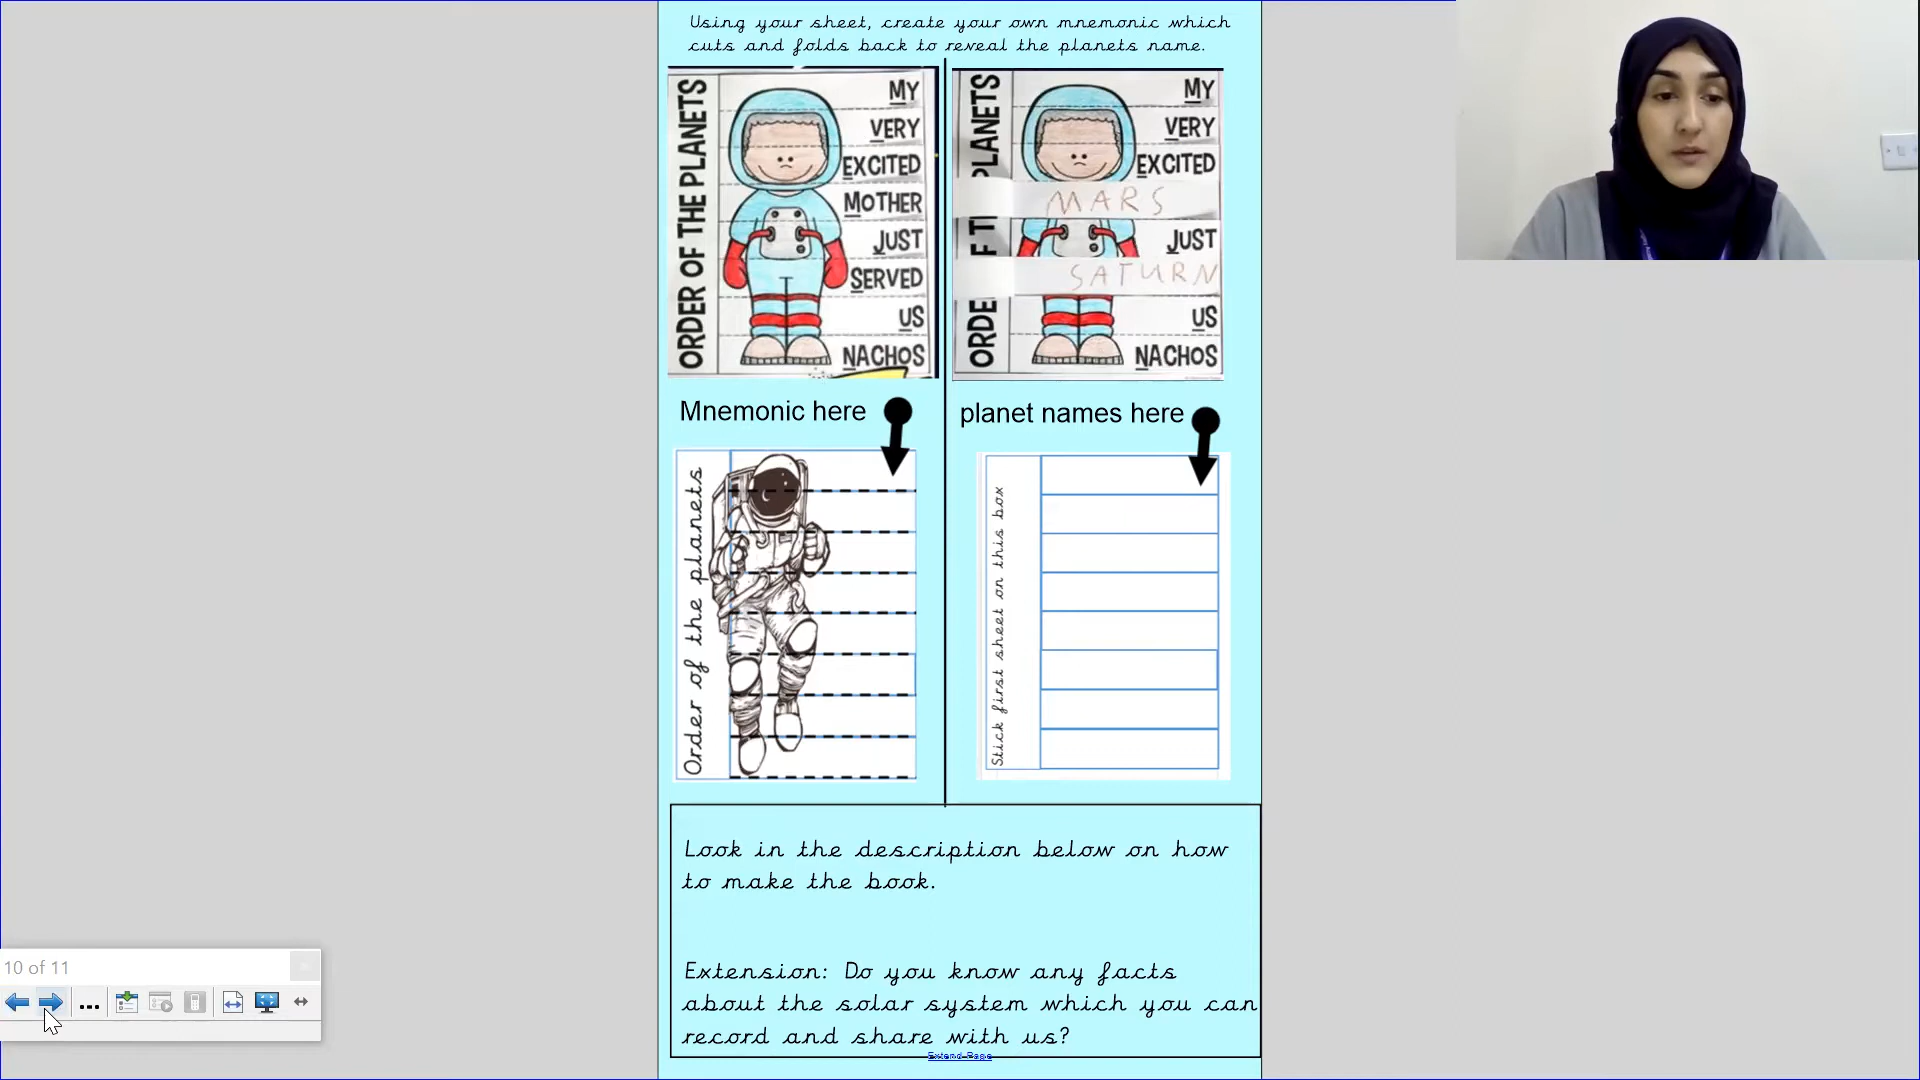 Using your sheet, create your own mnemonic which
cuts and folds back to reveal the planets name.
ORDER OF THE PLANETS
MY
VERY
EXCITED
MOTHER
JUST
SERVED
US
NACHOS
PLANETS
ORDE
MY
VERY
EXCITED
MARS
JUST
SATURN
US
NACHOS
Mnemonic here
planet names here
Order of the planets
Stick first sheet on this box
Look in the description below on how
to make the book.
Extension: Do you know any facts
about the solar system which you can
record and share with us?
Extend Page
10 of 11